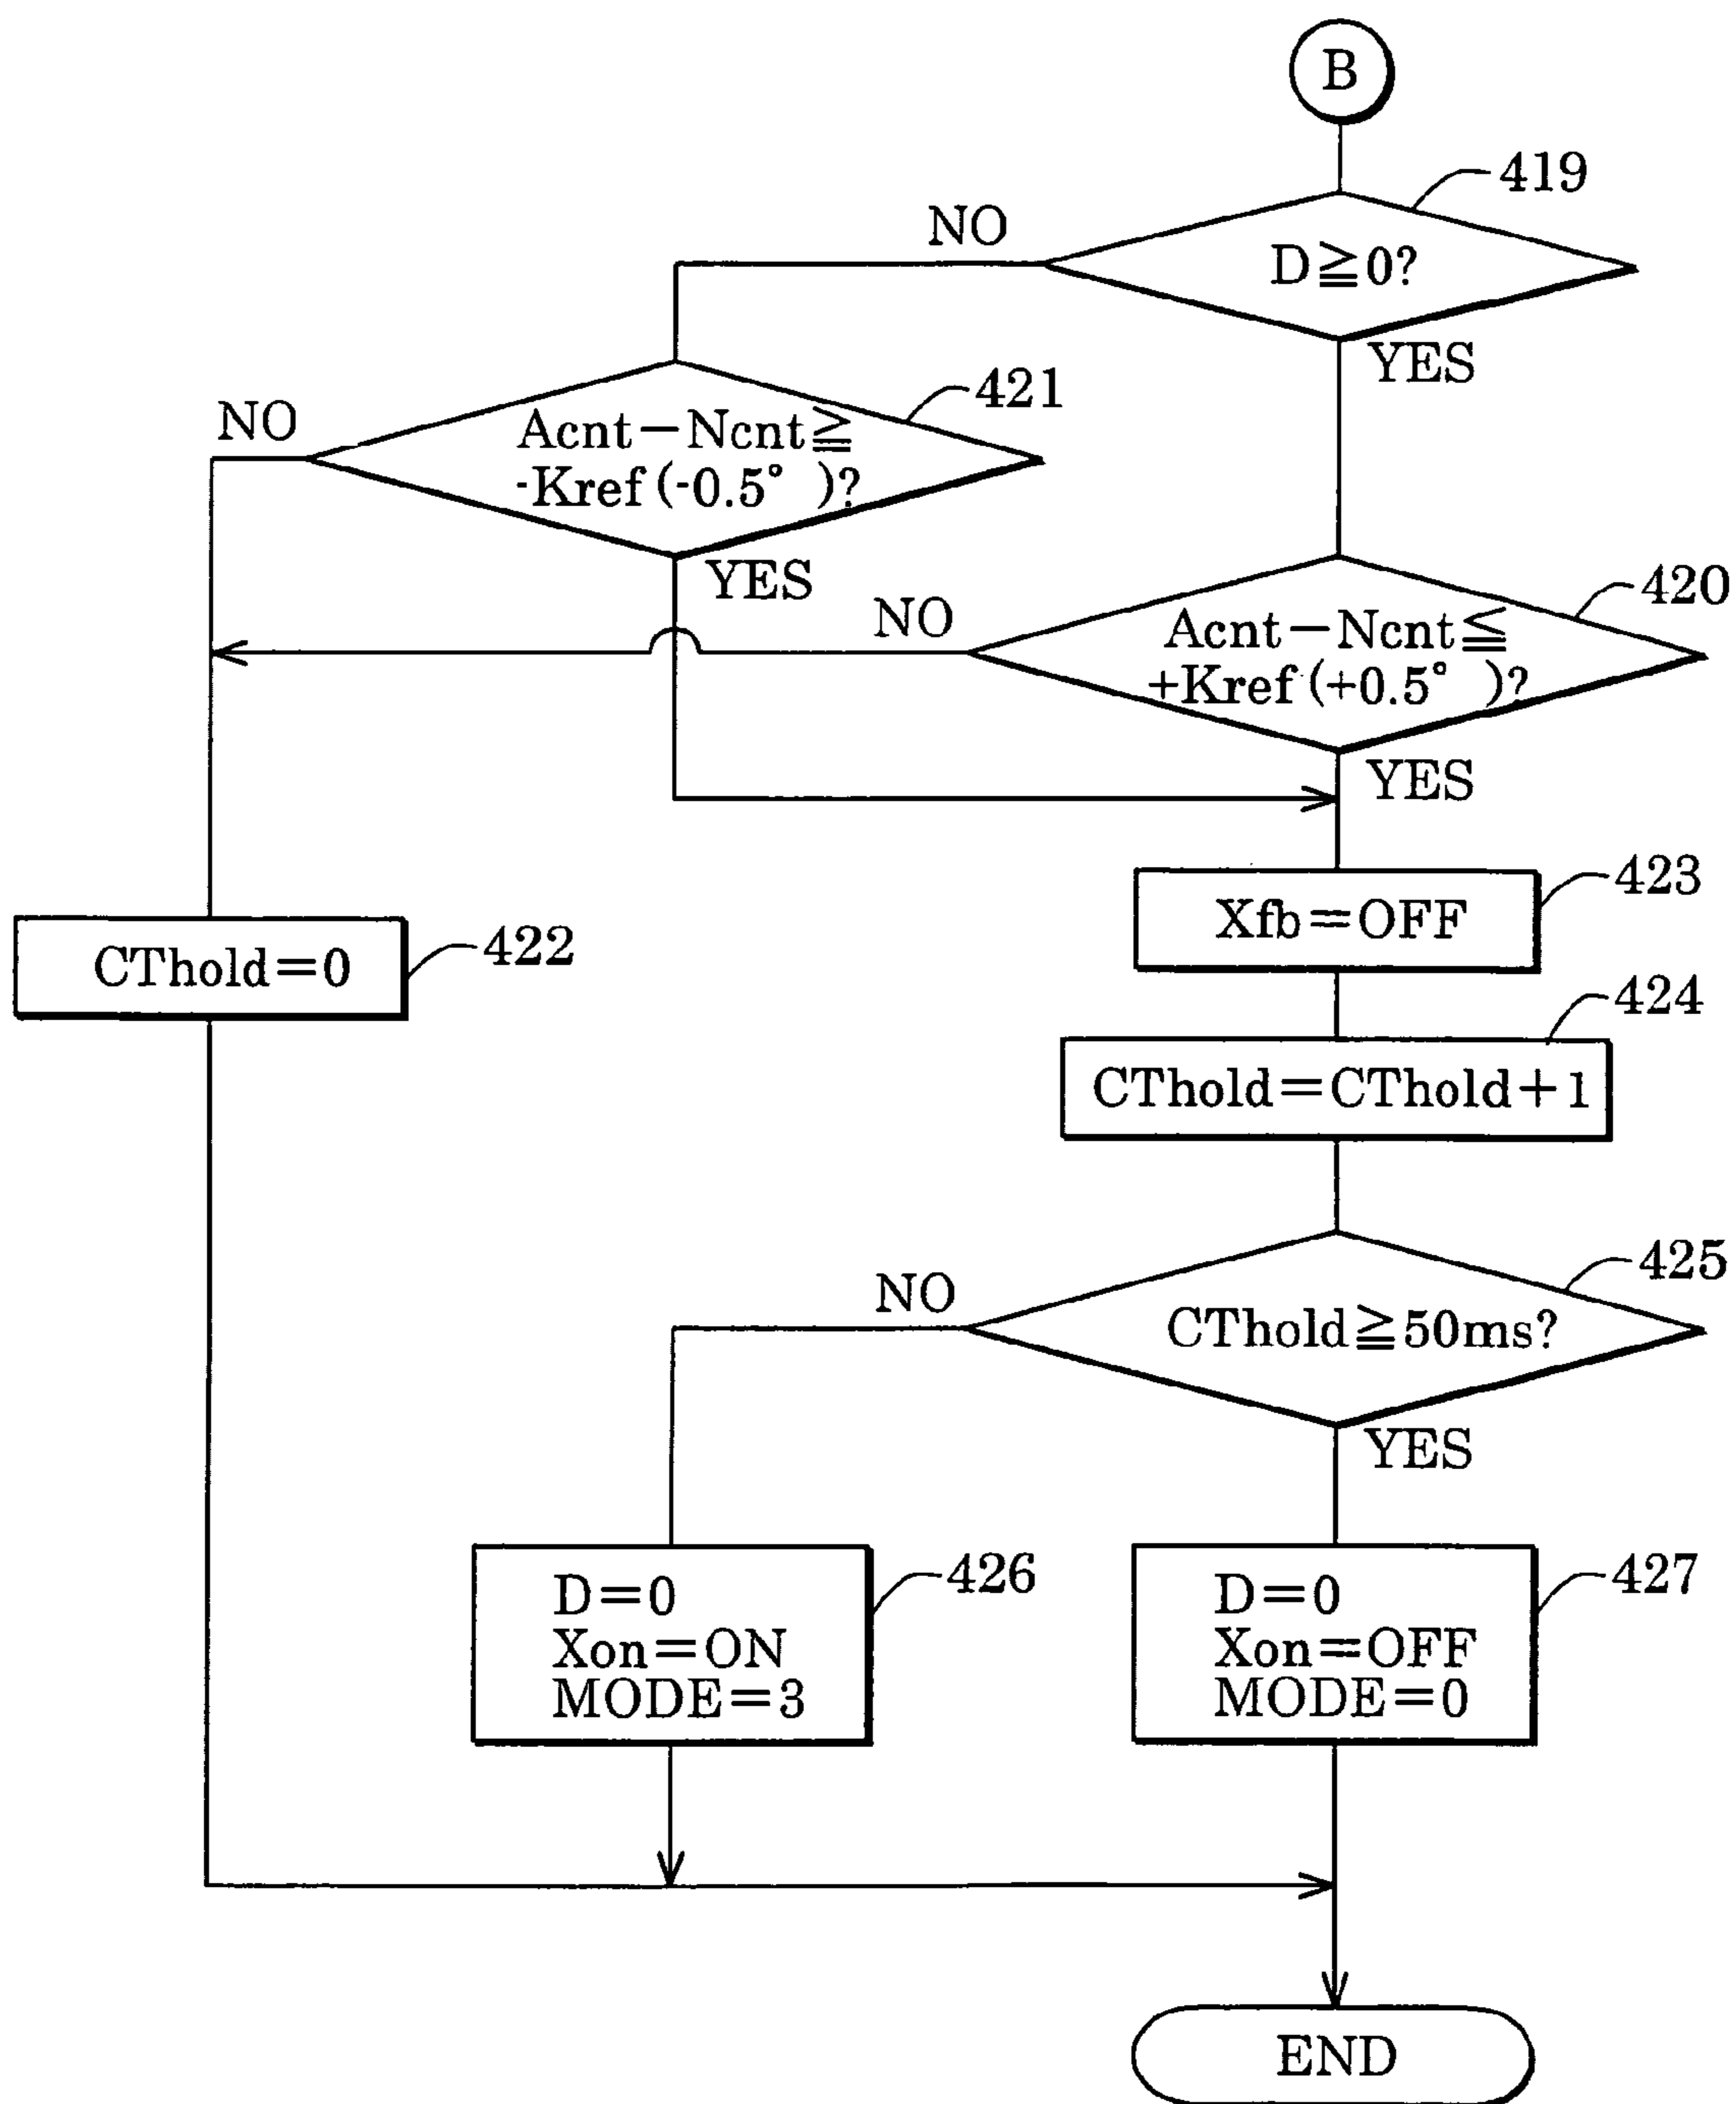 B
419
NO
D≧0?
YES
421
NO
Acnt－Ncnt≧
-Kref(-0.5°)?
YES
420
NO
Acnt－Ncnt≦
+Kref(+0.5°)?
YES
423
Xfb＝OFF
CThold＝0
422
424
CThold＝CThold＋1
425
NO
CThold≧50ms?
YES
D＝0
Xon＝ON
MODE＝3
426
D＝0
Xon＝OFF
MODE＝0
427
END